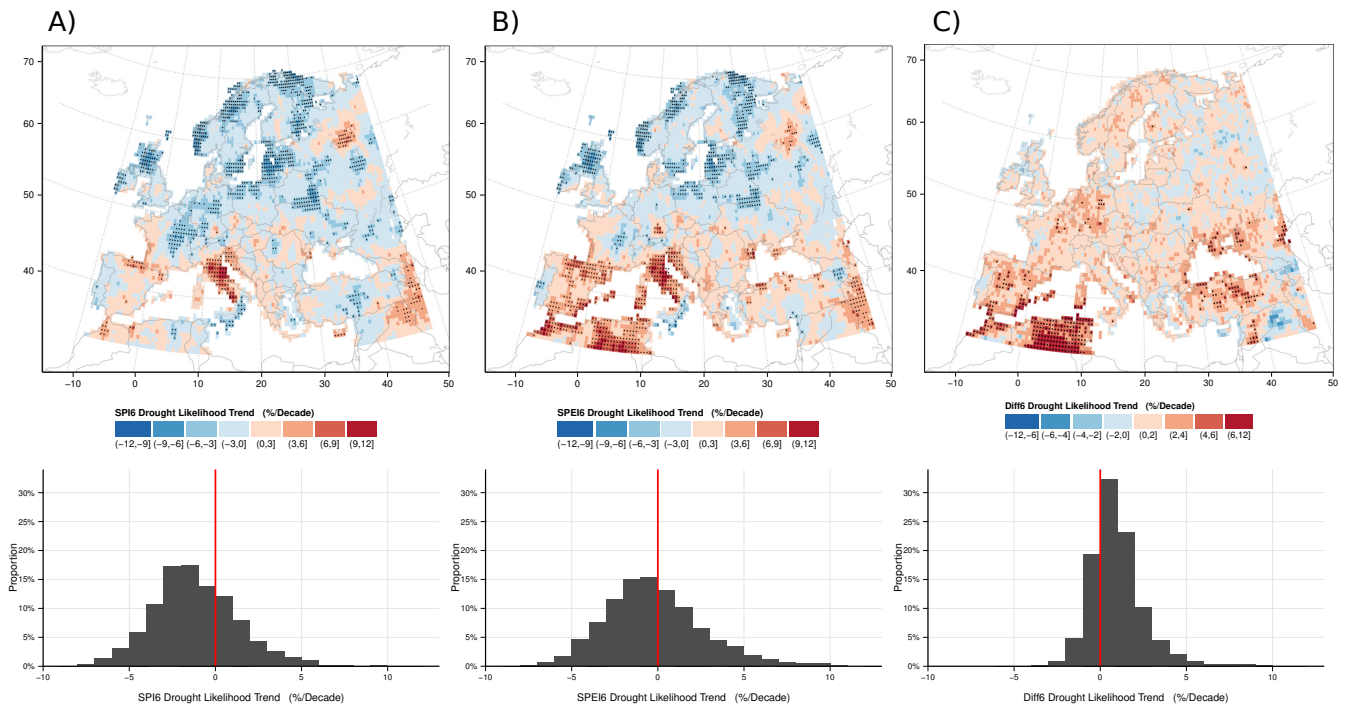 A) B) C)
70 70 70
60 60 60
50 50 50
40 40 40
−10 0 10 20 30 40 50 −10 0 10 20 30 40 50 −10 0 10 20 30 40 50
SPI6 Drought Likelihood Trend (%/Decade)
(−12,−9] (−9,−6] (−6,−3] (−3,0] (0,3] (3,6] (6,9] (9,12]
SPEI6 Drought Likelihood Trend (%/Decade)
(−12,−9] (−9,−6] (−6,−3] (−3,0] (0,3] (3,6] (6,9] (9,12]
Diff6 Drought Likelihood Trend (%/Decade)
(−12,−6] (−6,−4] (−4,−2] (−2,0] (0,2] (2,4] (4,6] (6,12]
Proportion
30%
25%
20%
15%
10%
5%
0%
−10 −5 0 5 10
SPI6 Drought Likelihood Trend (%/Decade)
Proportion
30%
25%
20%
15%
10%
5%
0%
−10 −5 0 5 10
SPEI6 Drought Likelihood Trend (%/Decade)
Proportion
30%
25%
20%
15%
10%
5%
0%
−10 −5 0 5 10
Diff6 Drought Likelihood Trend (%/Decade)